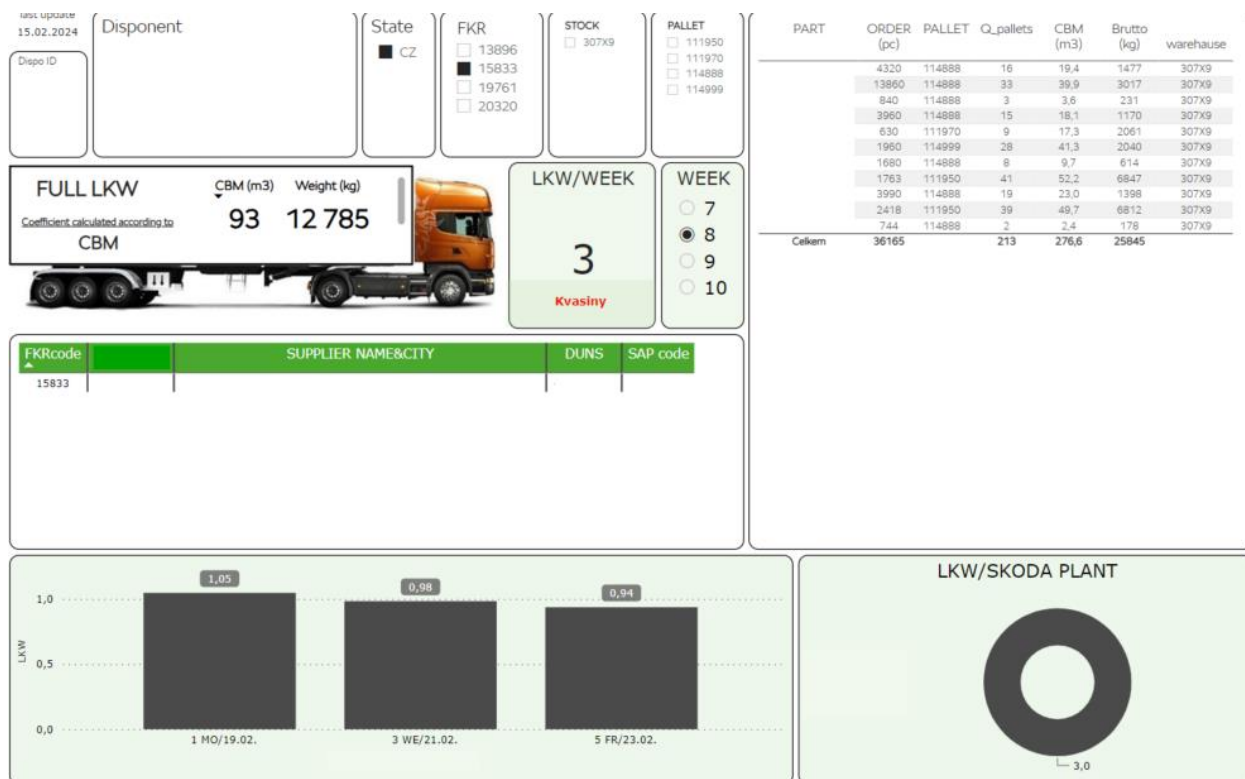 last update
15.02.2024
Dispo ID
Disponent
State
CZ
FKR
13896
15833
19761
20320
STOCK
307X9
PALLET
111950
111970
114888
114999
FULL LKW
Coefficient calculated according to
CBM
CBM (m3) Weight (kg)
93 12 785
LKW/WEEK
3
Kvasiny
WEEK
7
8
9
10
PART ORDER (pc) PALLET Q_pallets CBM (m3) Brutto (kg) warehause
4320 114888 16 19,4 1477 307X9
13860 114888 33 39,9 3017 307X9
840 114888 3 3,6 231 307X9
3960 114888 15 18,1 1170 307X9
630 111970 9 17,3 2061 307X9
1960 114999 28 41,3 2040 307X9
1680 114888 8 9,7 614 307X9
1763 111950 41 52,2 6847 307X9
3990 114888 19 23,0 1398 307X9
2418 111950 39 49,7 6812 307X9
744 114888 2 2,4 178 307X9
Celkem 36165 213 276,6 25845
FKRcode SUPPLIER NAME&CITY DUNS SAP code
15833
LKW
1,0
0,5
0,0
1,05
0,98
0,94
1 MO/19.02.
3 WE/21.02.
5 FR/23.02.
LKW/SKODA PLANT
3,0